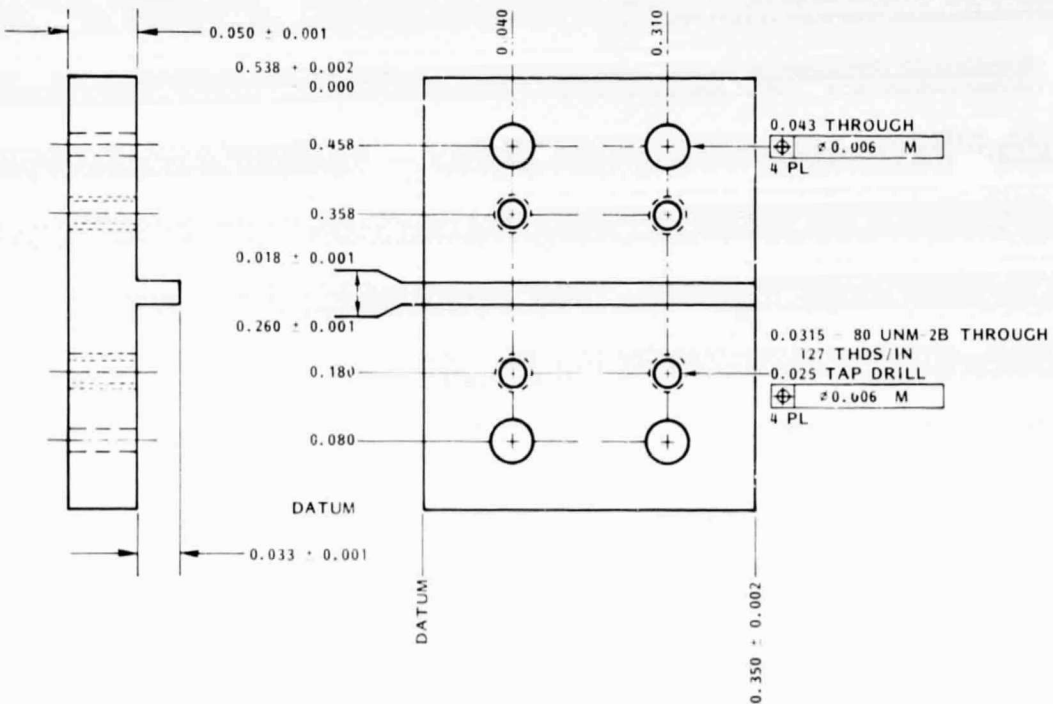 0.050 ± 0.001
0.040
0.310
0.538 + 0.002
0.000
0.458
0.043 THROUGH
⌖ ⌀0.006 M
4 PL
0.358
0.018 ± 0.001
0.260 ± 0.001
0.0315 - 80 UNM-2B THROUGH
127 THDS/IN
0.025 TAP DRILL
⌖ ⌀0.006 M
4 PL
0.180
0.080
DATUM
0.033 ± 0.001
DATUM
0.350 ± 0.002